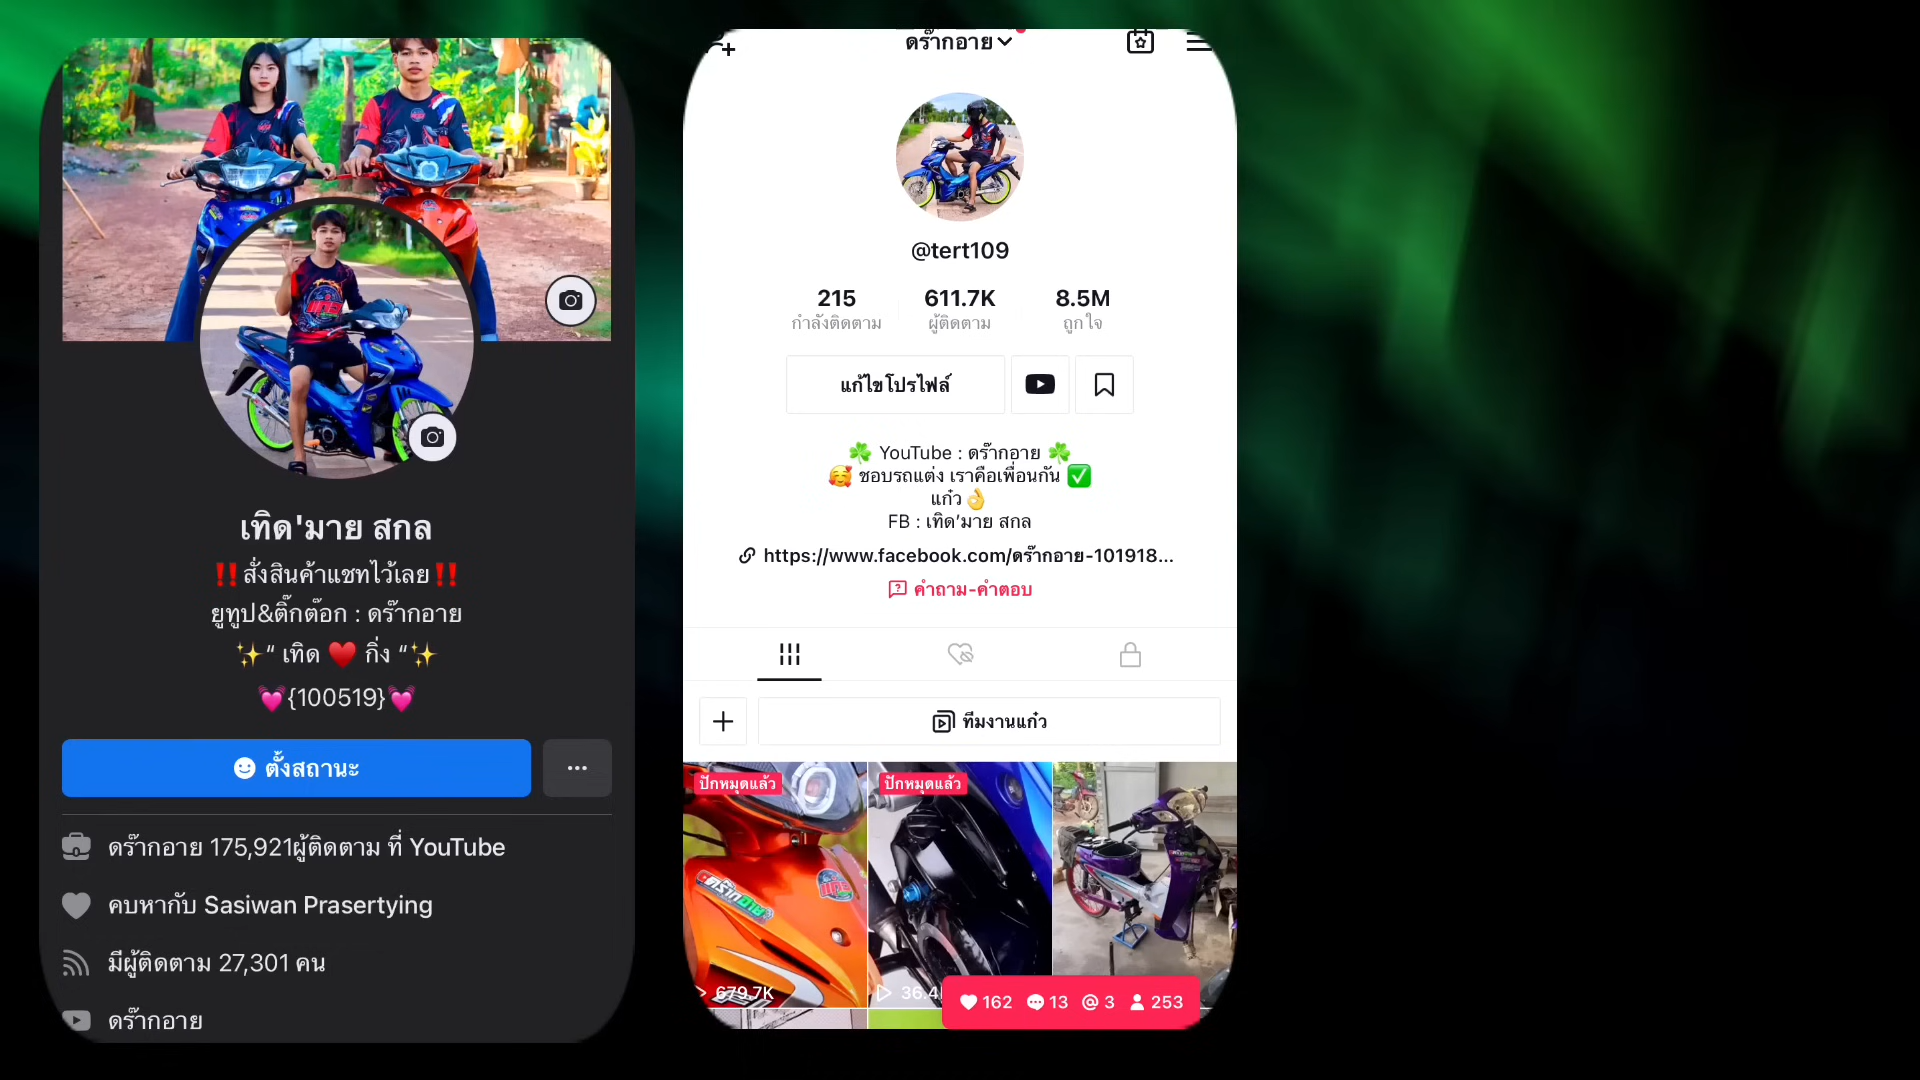 เทิด'มาย สกล
‼️สั่งสินค้าแชทไว้เลย‼️
ยูทูป&ติ๊กต๊อก : ดร๊ากอาย
✨“ เทิด ♥️ กิ่ง “✨
💓{100519}💓
ตั้งสถานะ
ดร๊ากอาย 175,921ผู้ติดตาม ที่ YouTube
คบหากับ Sasiwan Prasertying
มีผู้ติดตาม 27,301 คน
ดร๊ากอาย
ดร๊ากอาย
@tert109
215 611.7K 8.5M
กำลังติดตาม ผู้ติดตาม ถูกใจ
แก้ไขโปรไฟล์
☘️ YouTube : ดร๊ากอาย ☘️
🥰 ชอบรถแต่ง เราคือเพื่อนกัน ✅
แก๋ว👌
FB : เทิด’มาย สกล
https://www.facebook.com/ดร๊ากอาย-101918...
คำถาม-คำตอบ
ทีมงานแก๋ว
ปักหมุดแล้ว ปักหมุดแล้ว
ดร๊ากอาย
679.7K 36.4
162 13 3 253